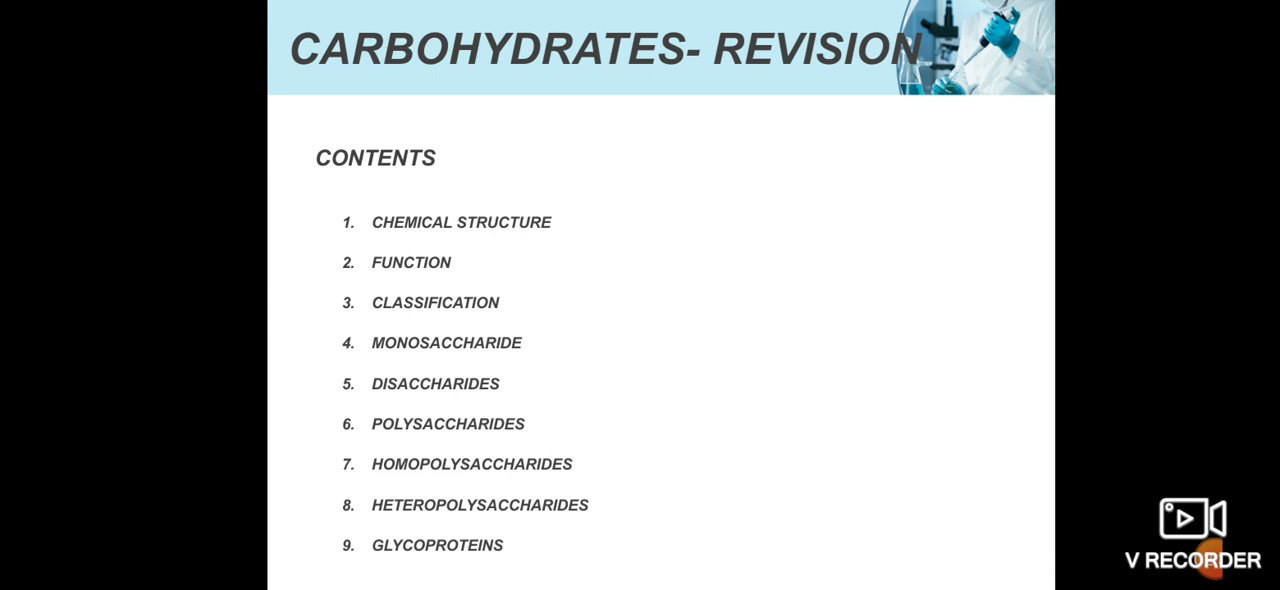 CARBOHYDRATES- REVISION
CONTENTS
1. CHEMICAL STRUCTURE
2. FUNCTION
3. CLASSIFICATION
4. MONOSACCHARIDE
5. DISACCHARIDES
6. POLYSACCHARIDES
7. HOMOPOLYSACCHARIDES
8. HETEROPOLYSACCHARIDES
9. GLYCOPROTEINS
V RECORDER